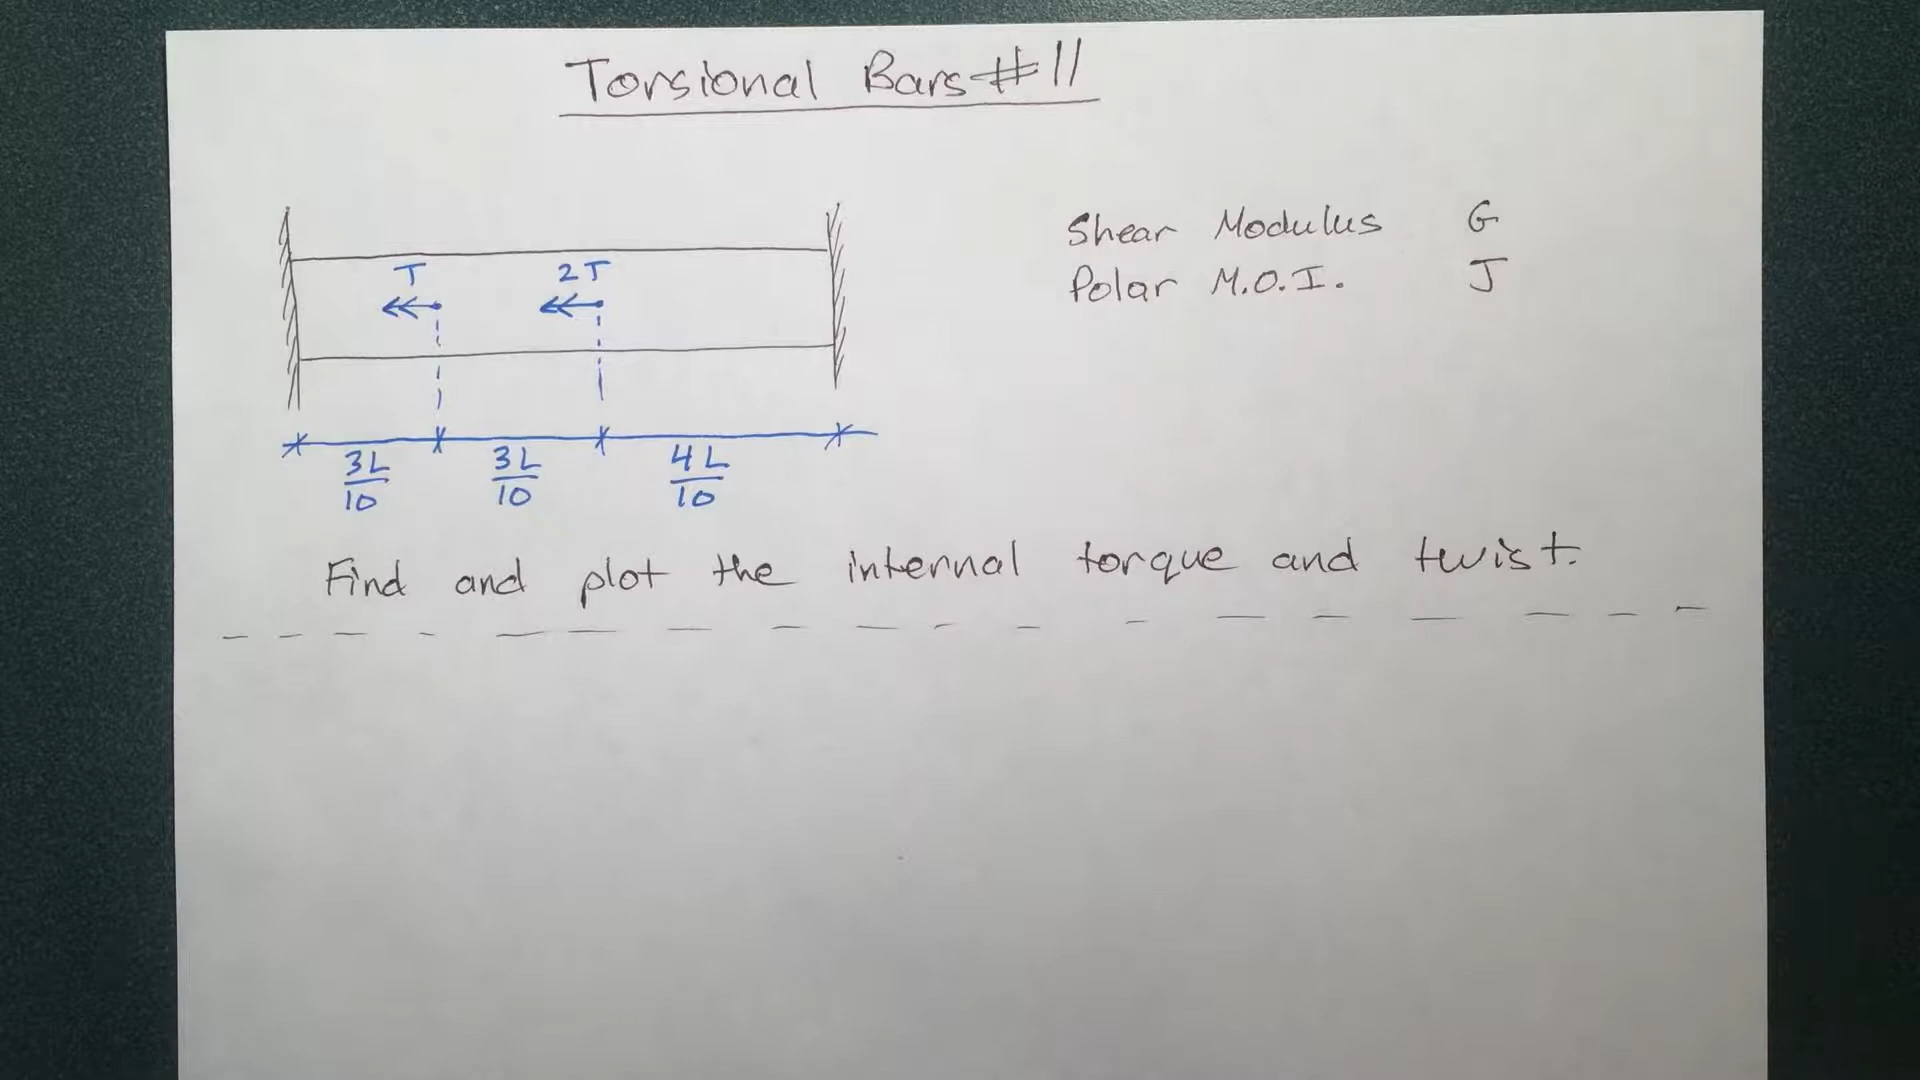 Torsional Bars #11
Shear Modulus G
Polar M.O.I. J
T 2T
3L/10 3L/10 4L/10
Find and plot the internal torque and twist.